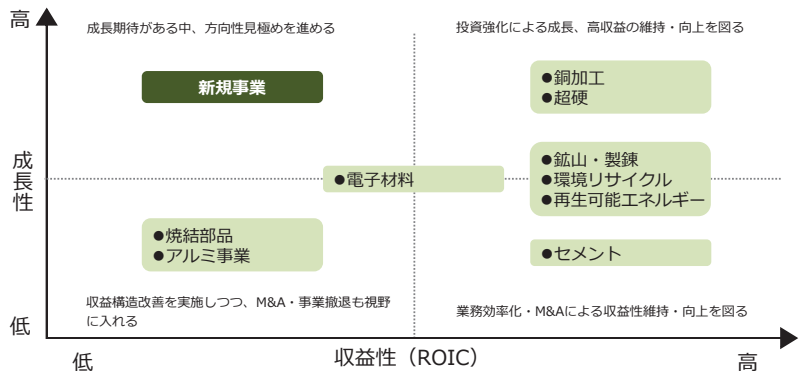 高
成長期待がある中、方向性見極めを進める
投資強化による成長、高収益の維持・向上を図る
新規事業
●銅加工
●超硬
成長性
●電子材料
●鉱山・製錬
●環境リサイクル
●再生可能エネルギー
●焼結部品
●アルミ事業
●セメント
収益構造改善を実施しつつ、M&A・事業撤退も視野
に入れる
業務効率化・M&Aによる収益性維持・向上を図る
低
低
収益性（ROIC）
高